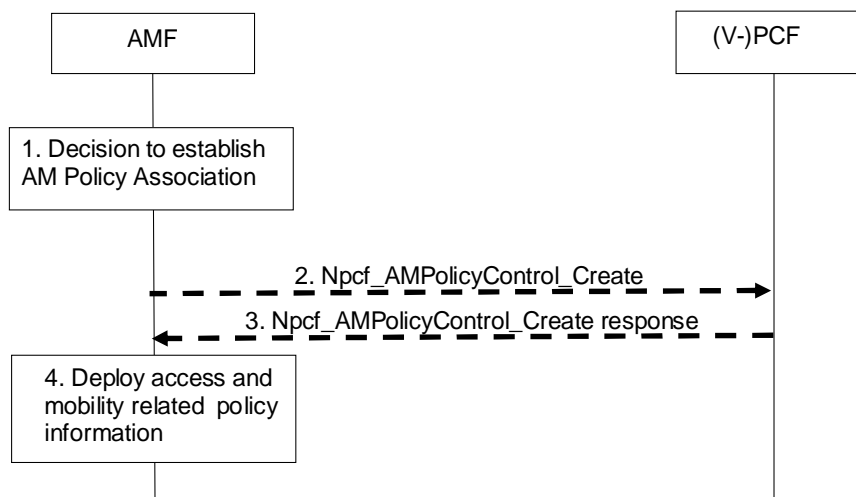 AMF
(V-)PCF
1. Decision to establish
AM Policy Association
2. Npcf_AMPolicyControl_Create
3. Npcf_AMPolicyControl_Create response
4. Deploy access and
mobility related policy
information